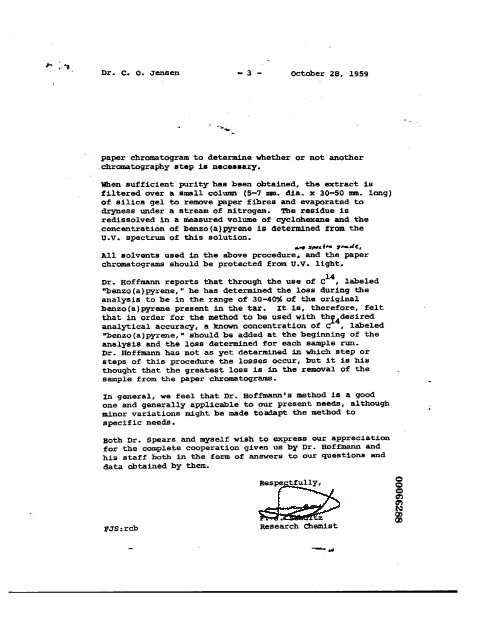 Dr. C. O. Jensen - 3 - October 28, 1959
paper chromatogram to determine whether or not another
chromatography step is necessary.
When sufficient purity has been obtained, the extract is
filtered over a small column (5-7 mm. dia. x 30-50 mm. long)
of silica gel to remove paper fibres and evaporated to
dryness under a stream of nitrogen. The residue is
redissolved in a measured volume of cyclohexane and the
concentration of benzo(a)pyrene is determined from the
U.V. spectrum of this solution.
are spectro grade,
All solvents used in the above procedure, and the paper
chromatograms should be protected from U.V. light.
Dr. Hoffmann reports that through the use of C14, labeled
"benzo(a)pyrene," he has determined the loss during the
analysis to be in the range of 30-40% of the original
benzo(a)pyrene present in the tar. It is, therefore, felt
that in order for the method to be used with the desired
analytical accuracy, a known concentration of C14, labeled
"benzo(a)pyrene," should be added at the beginning of the
analysis and the loss determined for each sample run.
Dr. Hoffmann has not as yet determined in which step or
steps of this procedure the losses occur, but it is his
thought that the greatest loss is in the removal of the
sample from the paper chromatograms.
In general, we feel that Dr. Hoffmann's method is a good
one and generally applicable to our present needs, although
minor variations might be made toadapt the method to
specific needs.
Both Dr. Spears and myself wish to express our appreciation
for the complete cooperation given us by Dr. Hoffmann and
his staff both in the form of answers to our questions and
data obtained by them.
Respectfully,
Research Chemist
FJS:rcb
00066288